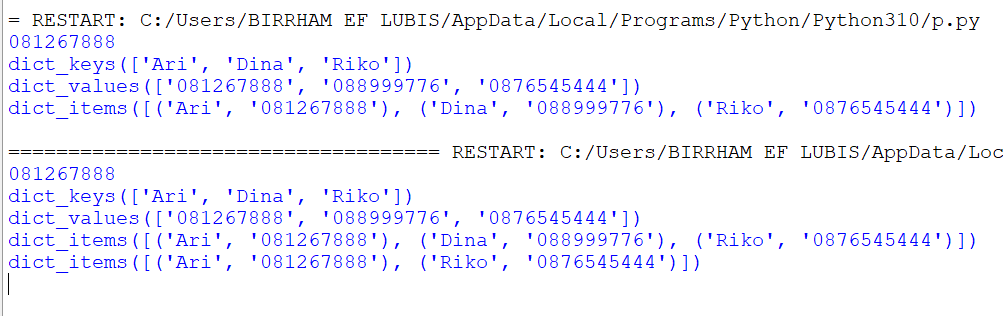 = RESTART: C:/Users/BIRRHAM EF LUBIS/AppData/Local/Programs/Python/Python310/p.py
081267888
dict_keys(['Ari', 'Dina', 'Riko'])
dict_values(['081267888', '088999776', '0876545444'])
dict_items([('Ari', '081267888'), ('Dina', '088999776'), ('Riko', '0876545444')])
==================================== RESTART: C:/Users/BIRRHAM EF LUBIS/AppData/Loc
081267888
dict_keys(['Ari', 'Dina', 'Riko'])
dict_values(['081267888', '088999776', '0876545444'])
dict_items([('Ari', '081267888'), ('Dina', '088999776'), ('Riko', '0876545444')])
dict_items([('Ari', '081267888'), ('Riko', '0876545444')])